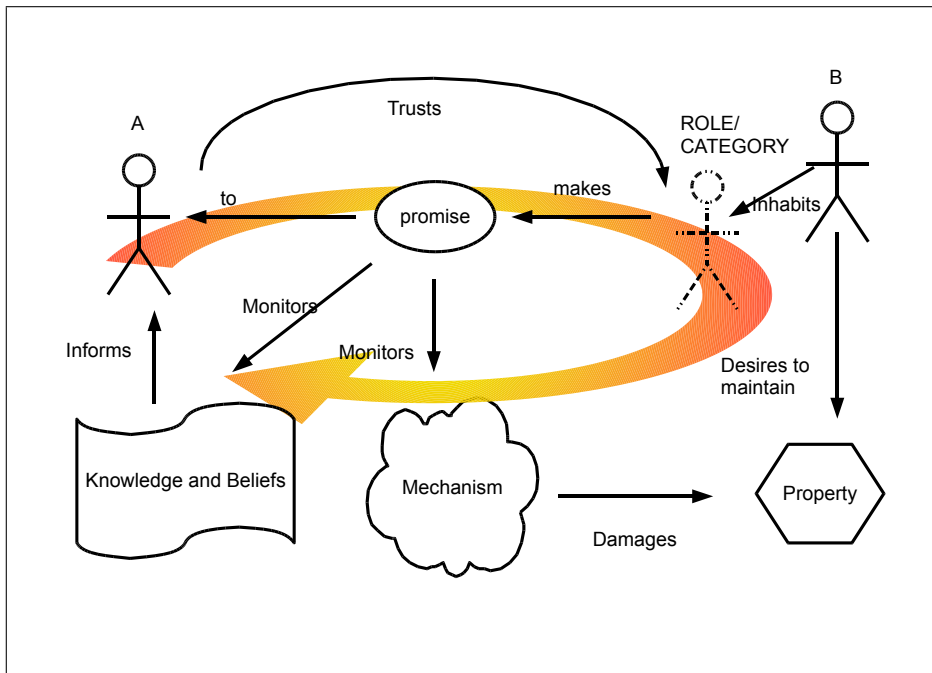 B
Trusts
A
ROLE/
CATEGORY
makes
to
Inhabits
promise
Monitors
Informs
Monitors
Desires to
maintain
Knowledge and Beliefs
Mechanism
Property
Damages